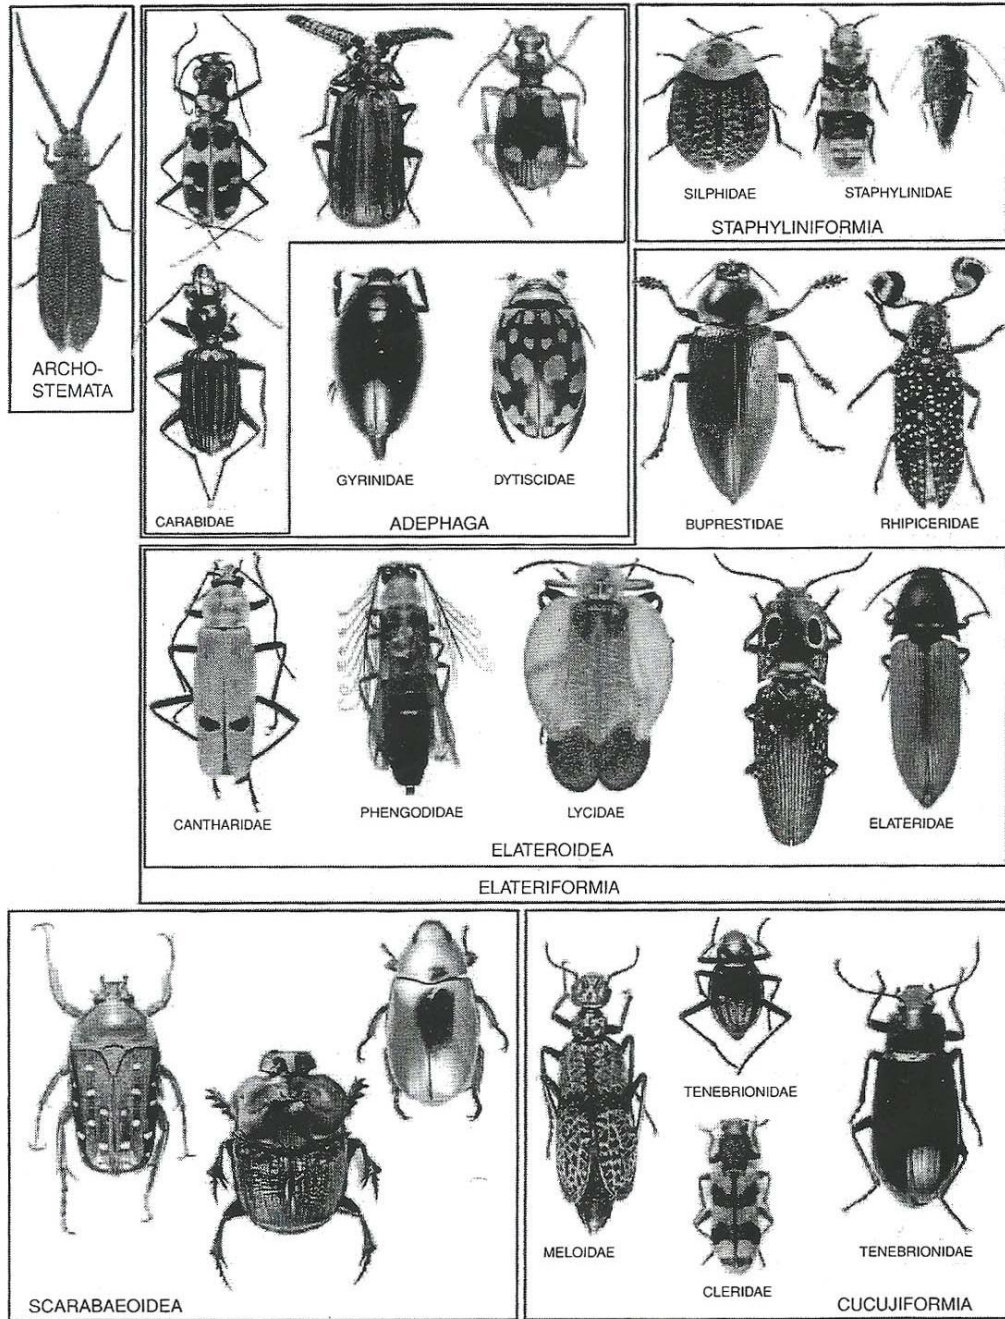 ARCHO-
STEMATA
CARABIDAE
GYRINIDAE
DYTISCIDAE
ADEPHAGA
SILPHIDAE
STAPHYLINIDAE
STAPHYLINIFORMIA
BUPRESTIDAE
RHIPICERIDAE
CANTHARIDAE
PHENGODIDAE
LYCIDAE
ELATERIDAE
ELATEROIDEA
ELATERIFORMIA
SCARABAEOIDEA
MELOIDAE
TENEBRIONIDAE
CLERIDAE
TENEBRIONIDAE
CUCUJIFORMIA